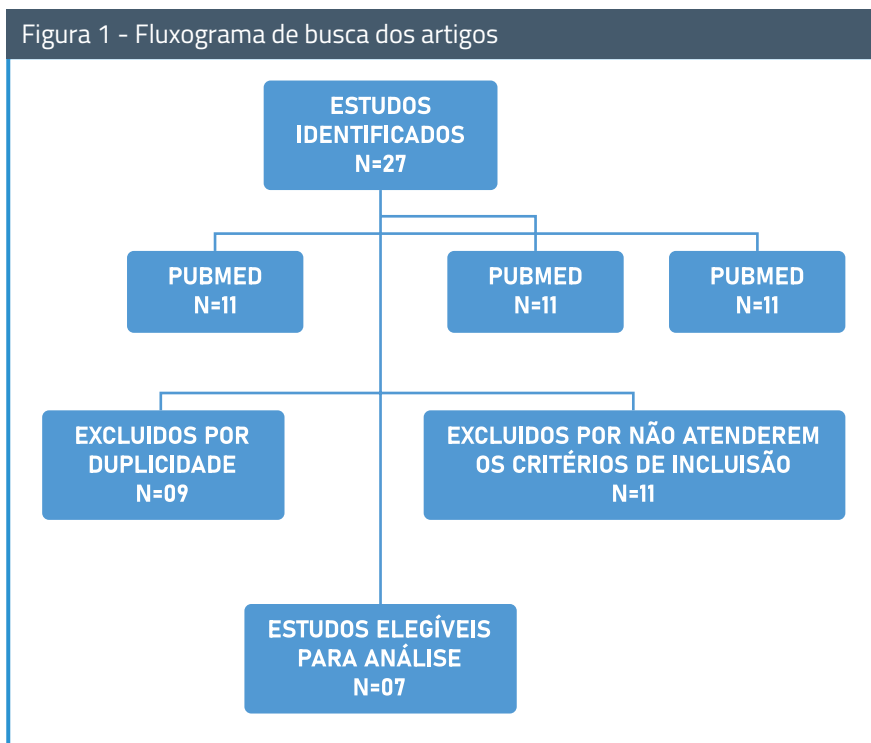 Figura 1 - Fluxograma de busca dos artigos
ESTUDOS
IDENTIFICADOS
N=27
PUBMED
N=11
PUBMED
N=11
PUBMED
N=11
EXCLUIDOS POR
DUPLICIDADE
N=09
EXCLUIDOS POR NÃO ATENDEREM
OS CRITÉRIOS DE INCLUISÃO
N=11
ESTUDOS ELEGÍVEIS
PARA ANÁLISE
N=07